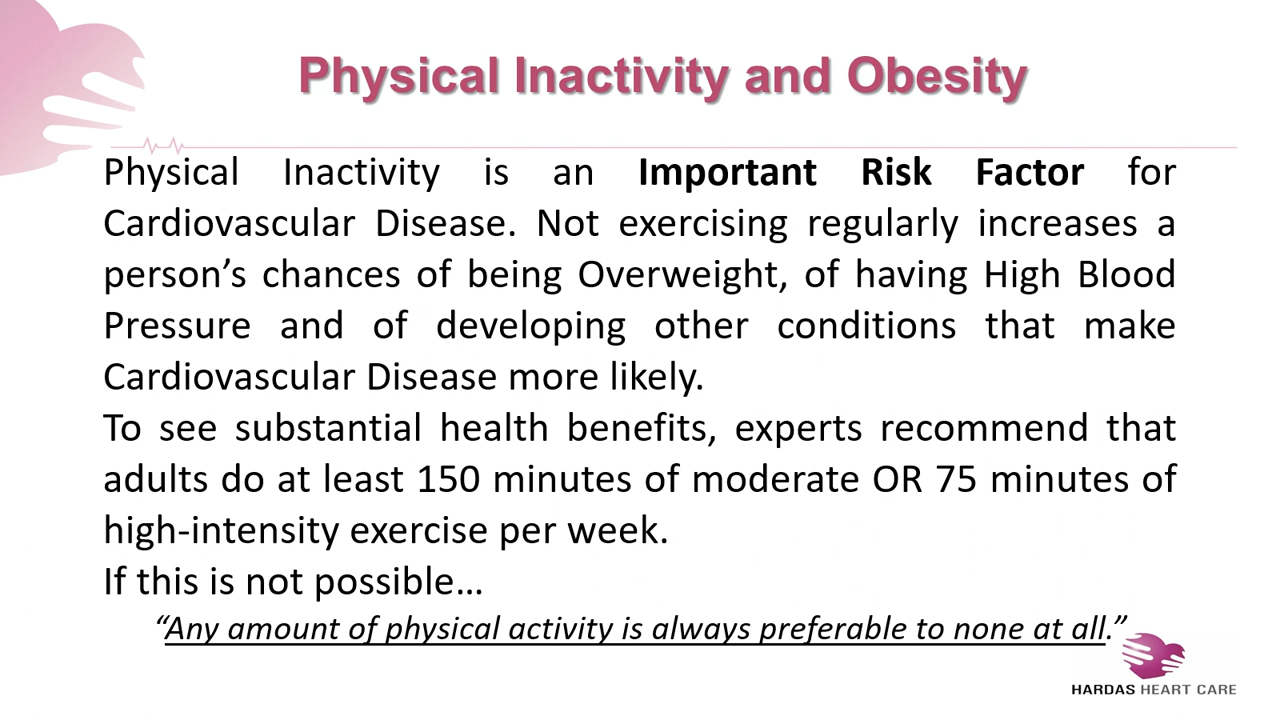 Physical Inactivity and Obesity
Physical Inactivity is an Important Risk Factor for
Cardiovascular Disease. Not exercising regularly increases a
person’s chances of being Overweight, of having High Blood
Pressure and of developing other conditions that make
Cardiovascular Disease more likely.
To see substantial health benefits, experts recommend that
adults do at least 150 minutes of moderate OR 75 minutes of
high-intensity exercise per week.
If this is not possible…
“Any amount of physical activity is always preferable to none at all.”
HARDAS HEART CARE